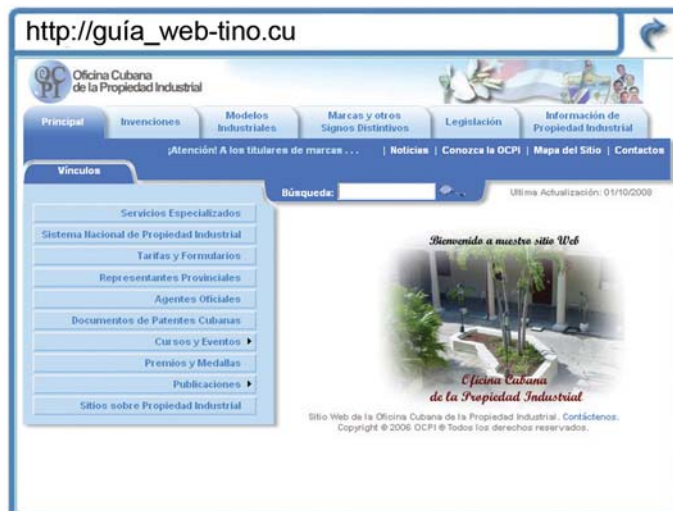 http://guía_web-tino.cu
OCPI
Oficina Cubana
de la Propiedad Industrial
Principal
Invenciones
Modelos
Industriales
Marcas y otros
Signos Distintivos
Legislación
Información de
Propiedad Industrial
¡Atención! A los titulares de marcas . . . | Noticias | Conozca la OCPI | Mapa del Sitio | Contactos
Vínculos
Búsqueda:
Ultima Actualización: 01/10/2008
Servicios Especializados
Sistema Nacional de Propiedad Industrial
Tarifas y Formularios
Representantes Provinciales
Agentes Oficiales
Documentos de Patentes Cubanas
Cursos y Eventos
Premios y Medallas
Publicaciones
Sitios sobre Propiedad Industrial
Bienvenido a nuestro sitio Web
Oficina Cubana
de la Propiedad Industrial
Sitio Web de la Oficina Cubana de la Propiedad Industrial. Contáctenos.
Copyright © 2006 OCPI ® Todos los derechos reservados.